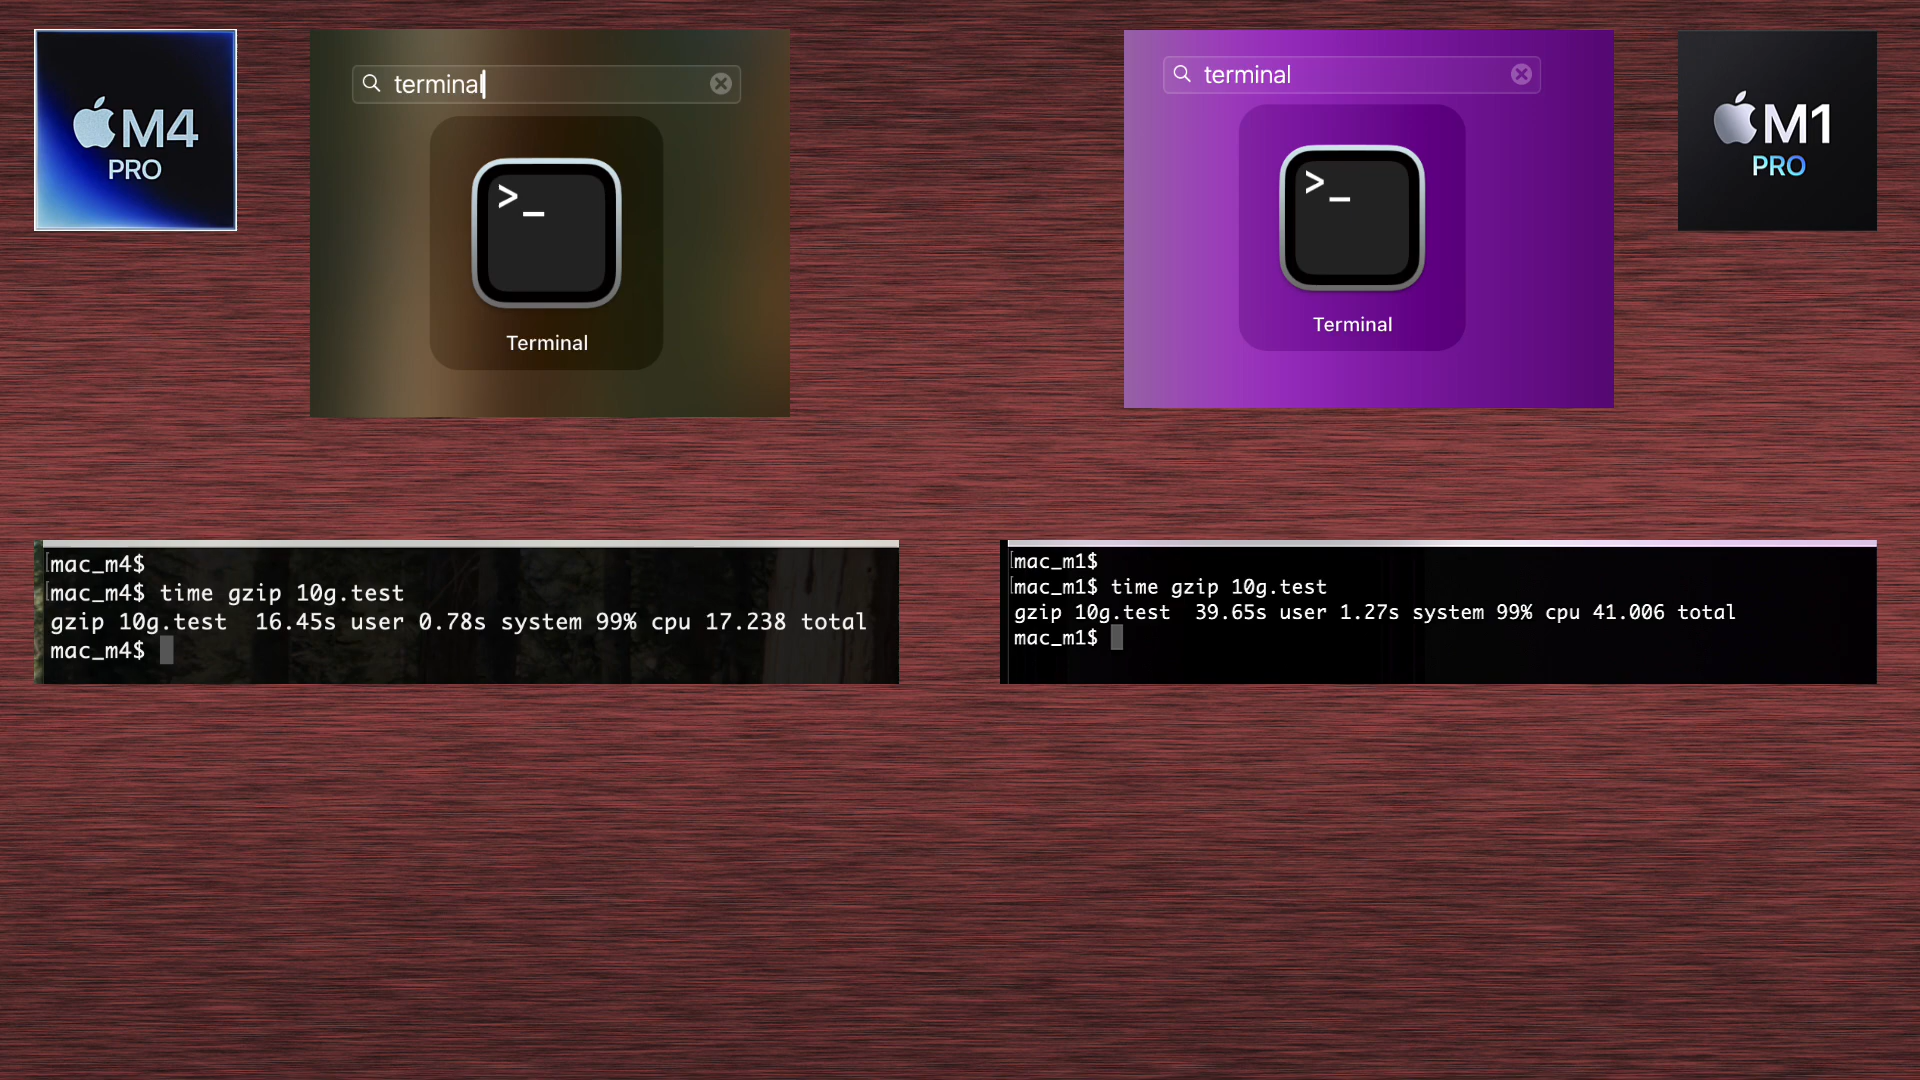 M4
PRO
terminal
>_
Terminal
terminal
>_
Terminal
M1
PRO
mac_m4$
mac_m4$ time gzip 10g.test
gzip 10g.test  16.45s user 0.78s system 99% cpu 17.238 total
mac_m4$
mac_m1$
mac_m1$ time gzip 10g.test
gzip 10g.test  39.65s user 1.27s system 99% cpu 41.006 total
mac_m1$